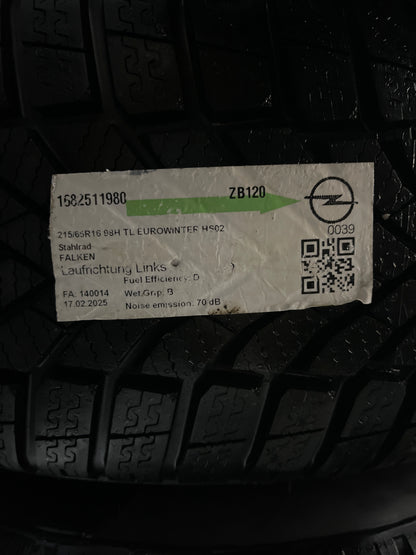 1682511980 ZB120
215/65R16 98H TL EUROWINTER HS02
Stahlrad
FALKEN
Laufrichtung Links
Fuel Efficiency: D
FA: 140014 Wet Grip: B
17.02.2025 Noise emission: 70 dB
0039